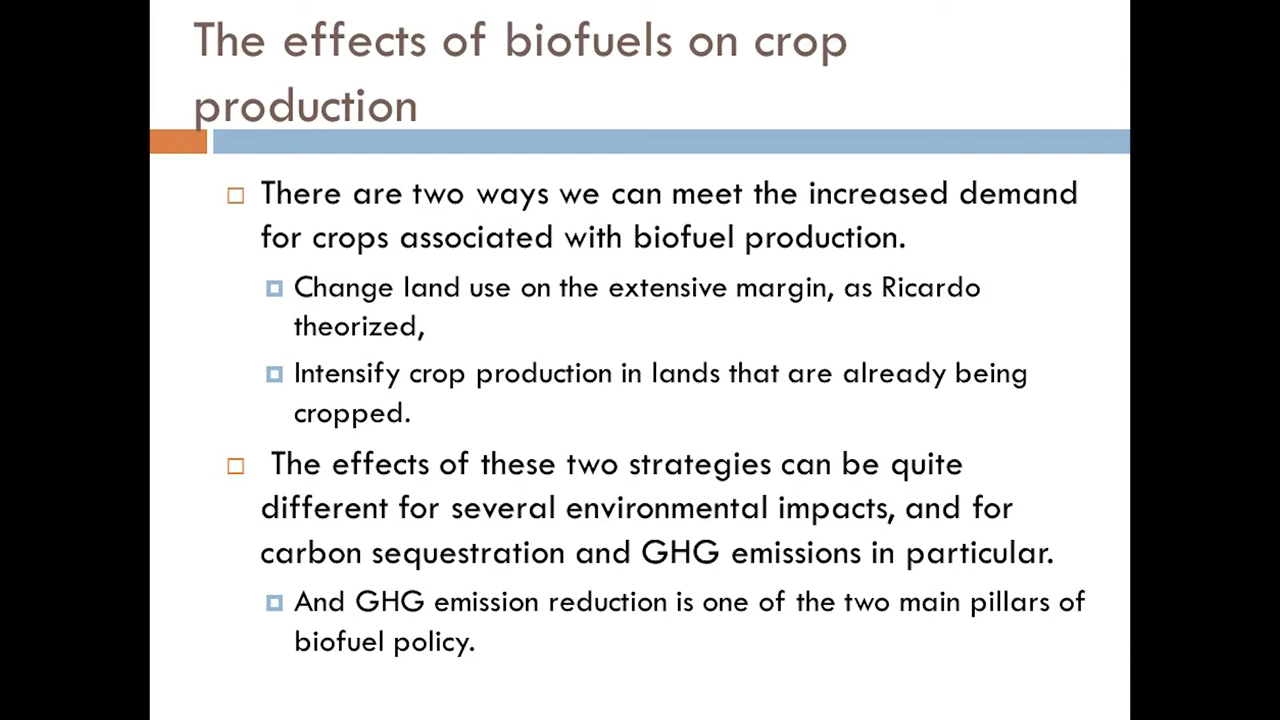 The effects of biofuels on crop
production
There are two ways we can meet the increased demand
for crops associated with biofuel production.
Change land use on the extensive margin, as Ricardo
theorized,
Intensify crop production in lands that are already being
cropped.
The effects of these two strategies can be quite
different for several environmental impacts, and for
carbon sequestration and GHG emissions in particular.
And GHG emission reduction is one of the two main pillars of
biofuel policy.